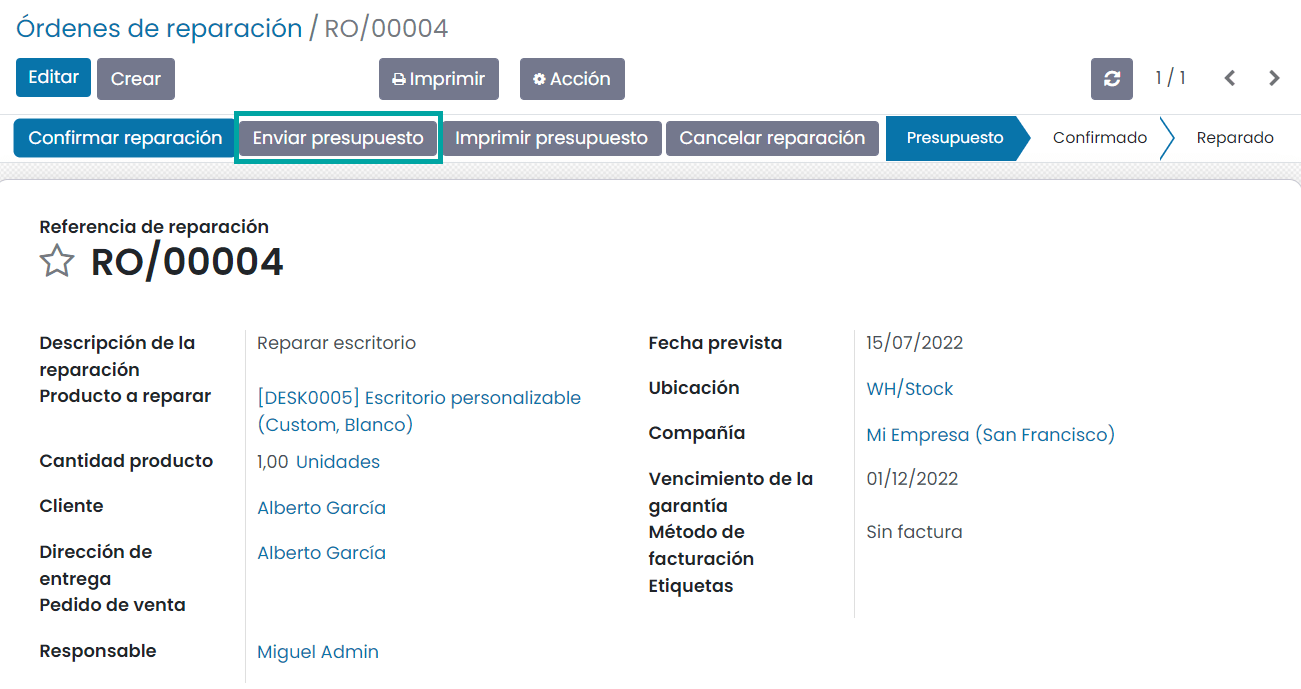 Órdenes de reparación / RO/00004
Editar Crear Imprimir Acción 1 / 1
Confirmar reparación Enviar presupuesto Imprimir presupuesto Cancelar reparación Presupuesto Confirmado Reparado
Referencia de reparación
RO/00004
Descripción de la reparación
Reparar escritorio
Producto a reparar
[DESK0005] Escritorio personalizable
(Custom, Blanco)
Cantidad producto
1,00 Unidades
Cliente
Alberto García
Dirección de
entrega
Alberto García
Pedido de venta
Responsable
Miguel Admin
Fecha prevista
15/07/2022
Ubicación
WH/Stock
Compañía
Mi Empresa (San Francisco)
Vencimiento de la
garantía
01/12/2022
Método de
facturación
Sin factura
Etiquetas